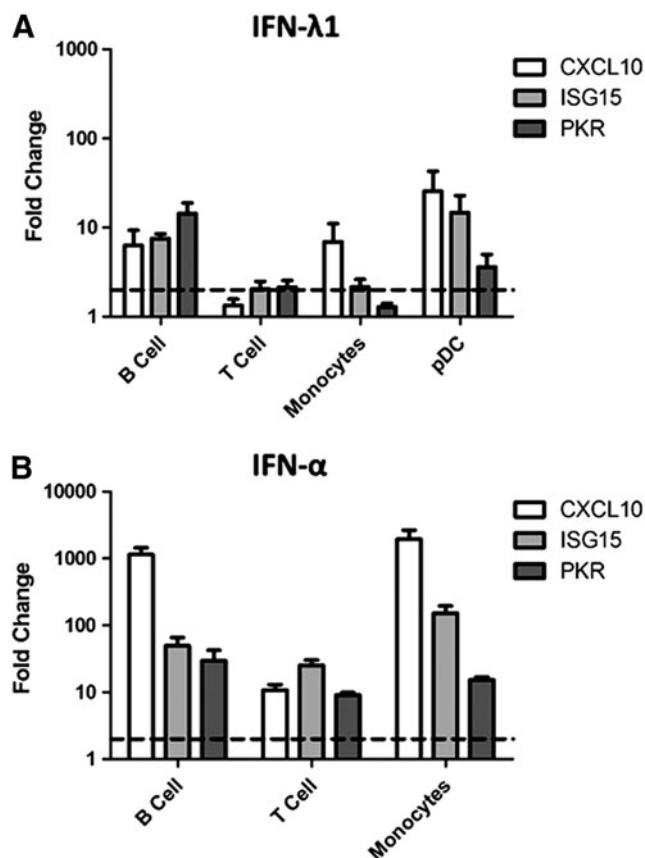 A
IFN-λ1
Fold Change
1000
100
10
1
B Cell
T Cell
Monocytes
pDC
CXCL10
ISG15
PKR
B
IFN-α
Fold Change
10000
1000
100
10
1
B Cell
T Cell
Monocytes
CXCL10
ISG15
PKR